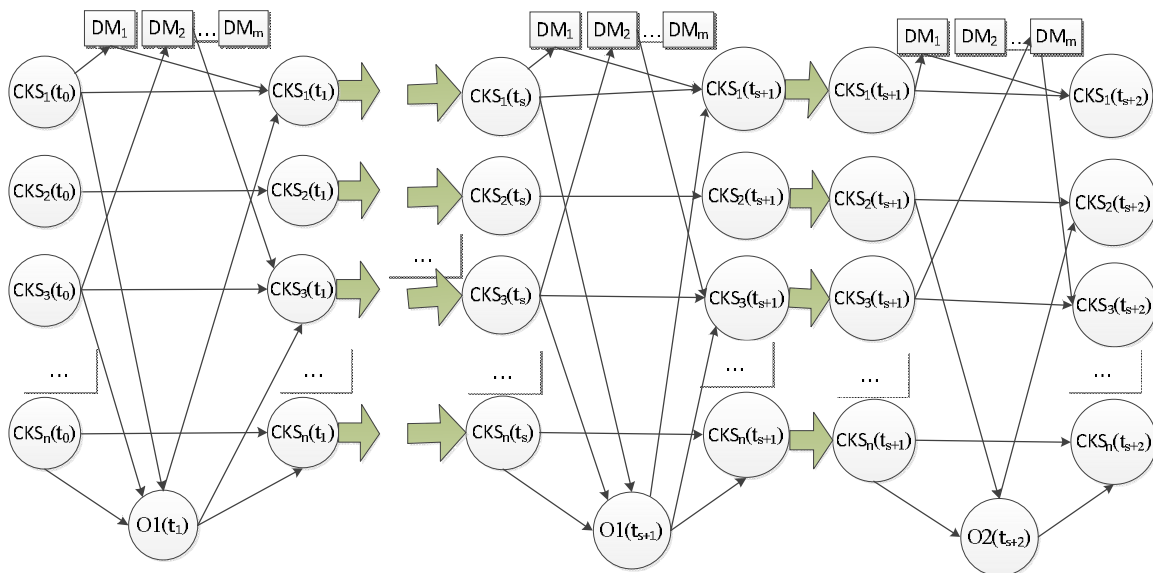 DM₁ DM₂ ... DMₘ DM₁ DM₂ ... DMₘ DM₁ DM₂ ... DMₘ
CKS₁(t₀) CKS₁(t₁) CKS₁(tₛ) CKS₁(tₛ₊₁) CKS₁(tₛ₊₁) CKS₁(tₛ₊₂)
CKS₂(t₀) CKS₂(t₁) CKS₂(tₛ) CKS₂(tₛ₊₁) CKS₂(tₛ₊₁) CKS₂(tₛ₊₂)
...
CKS₃(t₀) CKS₃(t₁) CKS₃(tₛ) CKS₃(tₛ₊₁) CKS₃(tₛ₊₁) CKS₃(tₛ₊₂)
... ... ... ... ... ...
CKSₙ(t₀) CKSₙ(t₁) CKSₙ(tₛ) CKSₙ(tₛ₊₁) CKSₙ(tₛ₊₁) CKSₙ(tₛ₊₂)
O1(t₁) O1(tₛ₊₁) O2(tₛ₊₂)